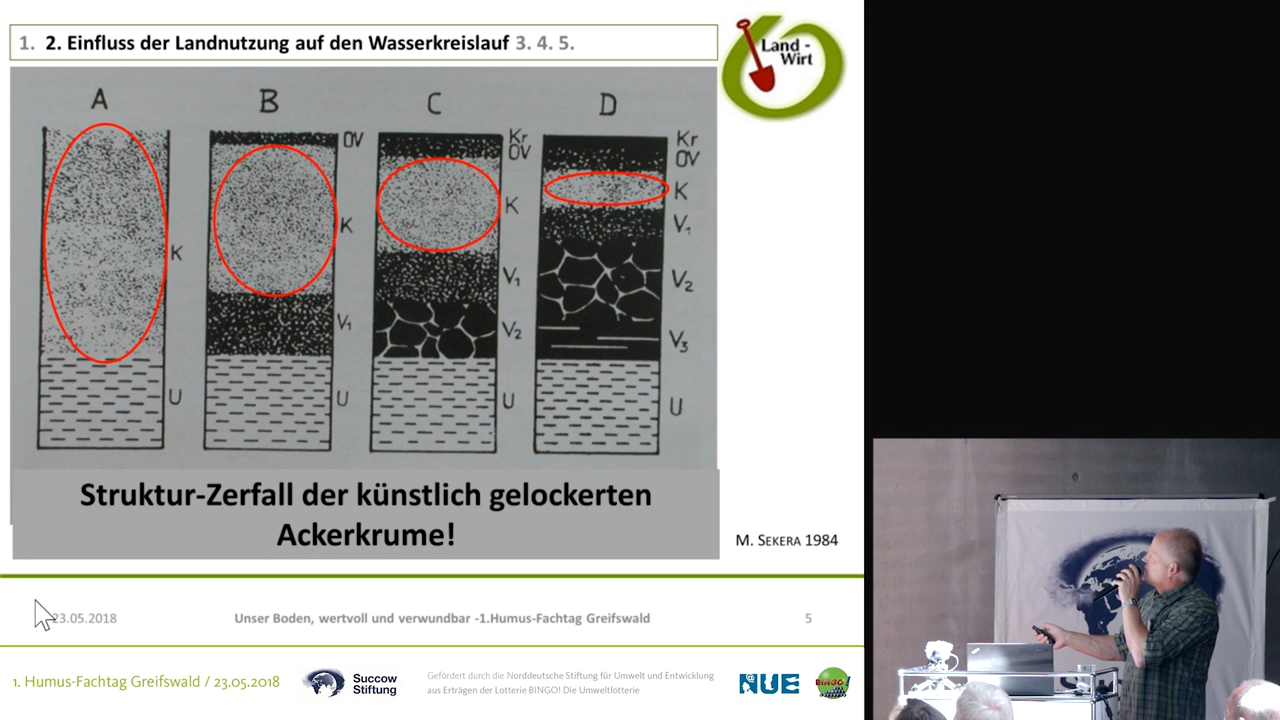 1. 2. Einfluss der Landnutzung auf den Wasserkreislauf 3. 4. 5.
Land -
Wirt
A B C D
OV
K
V₁
U
Kr
OV
K
V₁
V₂
U
Kr
OV
K
V₁
V₂
V₃
U
K
U
Struktur-Zerfall der künstlich gelockerten
Ackerkrume!
M. SEKERA 1984
23.05.2018 Unser Boden, wertvoll und verwundbar -1.Humus-Fachtag Greifswald 5
1. Humus-Fachtag Greifswald / 23.05.2018
Succow
Stiftung
Gefördert durch die Norddeutsche Stiftung für Umwelt und Entwicklung
aus Erträgen der Lotterie BINGO! Die Umweltlotterie
NUE
BINGO!